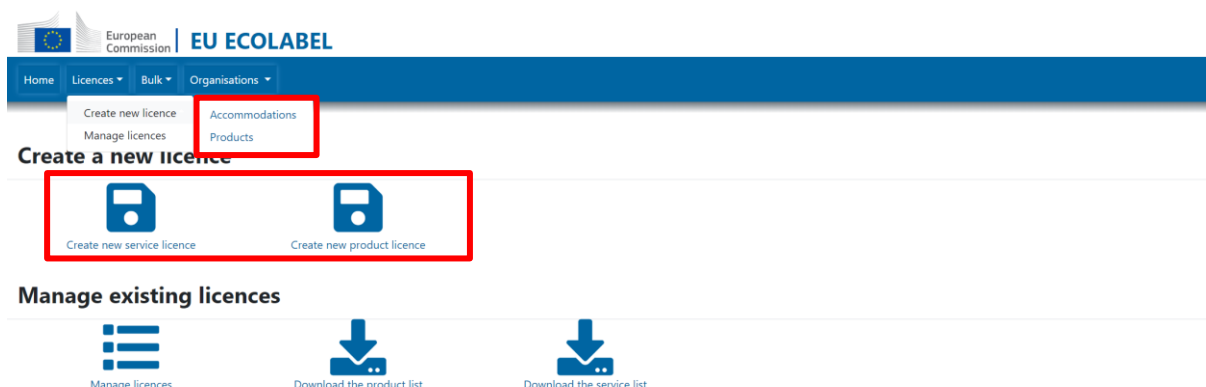 European
Commission
EU ECOLABEL
Home Licences Bulk Organisations
Create new licence Accommodations
Manage licences Products
Create a new licence
Create new service licence Create new product licence
Manage existing licences
Manage licences Download the product list Download the service list